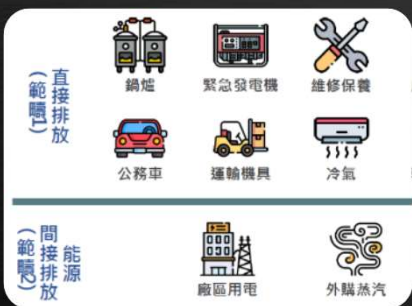 直接排放
(範疇1)
鍋爐
緊急發電機
維修保養
公務車
運輸機具
冷氣
能源
間接排放
(範疇2)
廠區用電
外購蒸汽